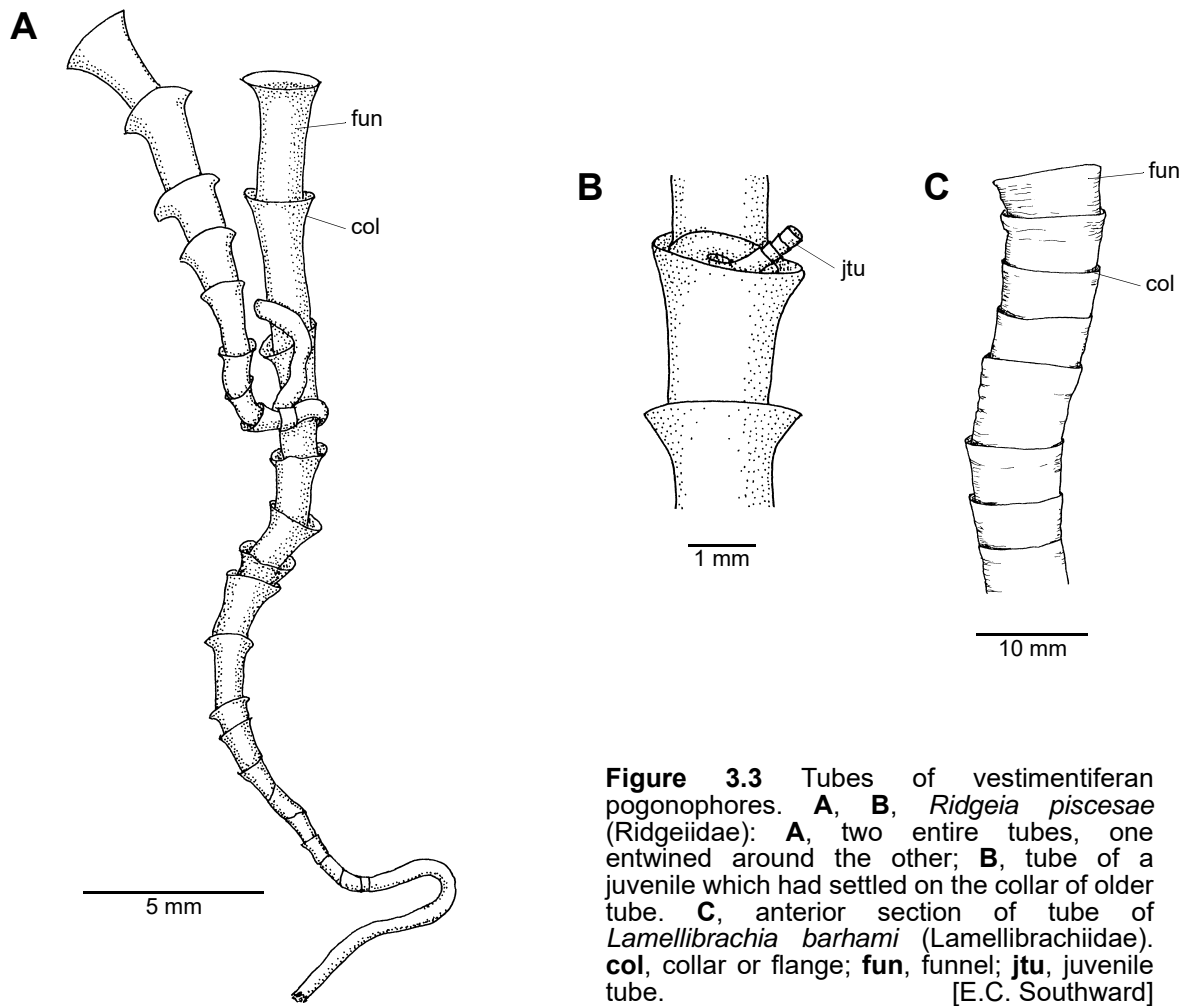 A
fun
col
5 mm
B
jtu
1 mm
C
fun
col
10 mm
Figure 3.3 Tubes of vestimentiferan
pogonophores. A, B, Ridgeia piscesae
(Ridgeiidae): A, two entire tubes, one
entwined around the other; B, tube of a
juvenile which had settled on the collar of older
tube. C, anterior section of tube of
Lamellibrachia barhami (Lamellibrachiidae).
col, collar or flange; fun, funnel; jtu, juvenile
tube. [E.C. Southward]